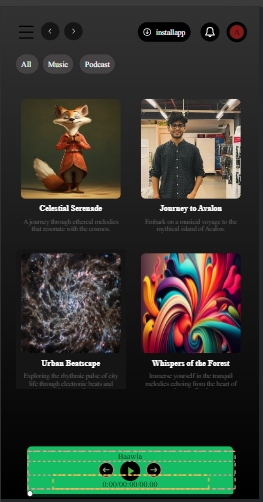 installapp
A
All Music Podcast
Celestial Serenade
A journey through ethereal melodies
that resonate with the cosmos.
Journey to Avalon
Embark on a musical voyage to the
mythical island of Avalon.
Urban Beatscape
Exploring the rhythmic pulse of city
life through electronic beats and
Whispers of the Forest
Immerse yourself in the tranquil
melodies echoing from the heart of
Baawla
0:00/00:00/00:00